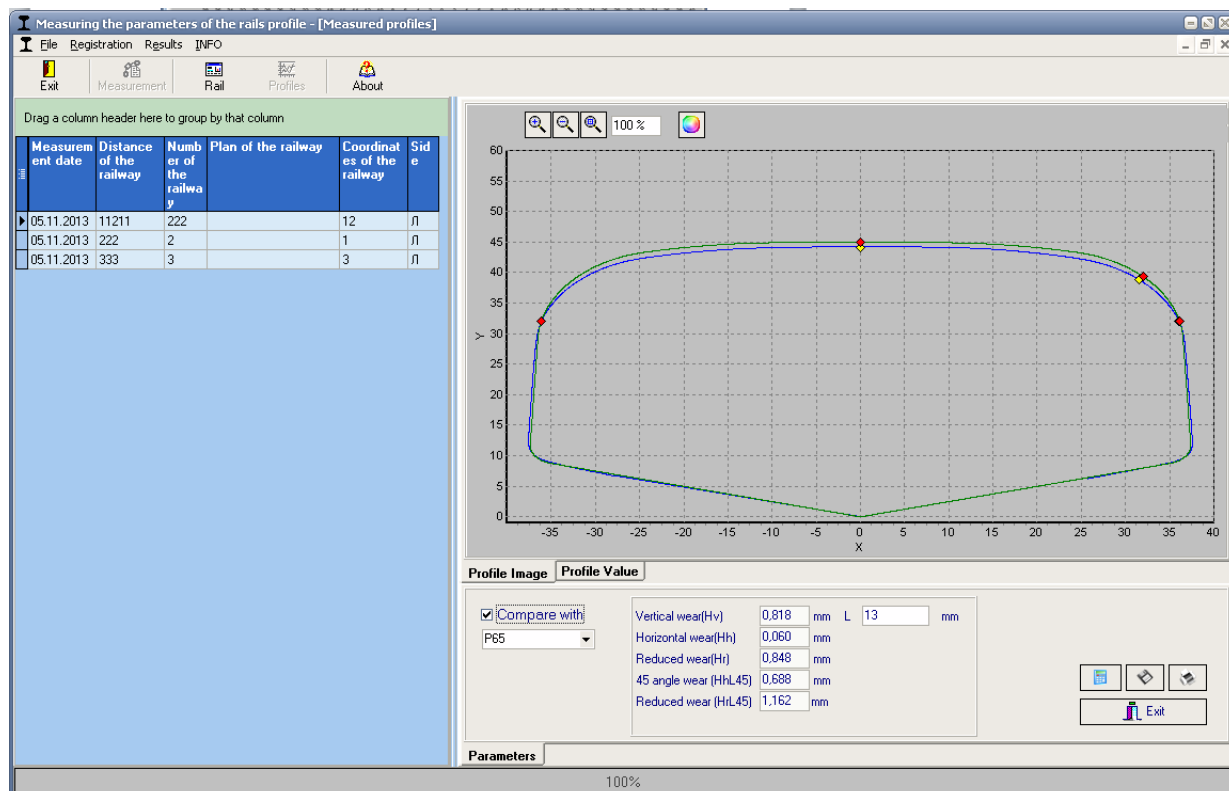 Measuring the parameters of the rails profile - [Measured profiles]
File Registration Results INFO
Exit Measurement Rail Profiles About
Drag a column header here to group by that column
Measurem
ent date
Distance
of the
railway
Numb
er of
the
railwa
y
Plan of the railway
Coordinat
es of the
railway
Sid
e
05.11.2013 11211 222 12 Л
05.11.2013 222 2 1 Л
05.11.2013 333 3 3 Л
100 %
60
55
50
45
40
35
30
25
20
15
10
5
0
Y
-35 -30 -25 -20 -15 -10 -5 0 5 10 15 20 25 30 35 40
X
Profile Image Profile Value
Compare with
P65
Vertical wear(Hv) 0,818 mm L 13 mm
Horizontal wear(Hh) 0,060 mm
Reduced wear(Hr) 0,848 mm
45 angle wear (HhL45) 0,688 mm
Reduced wear (HrL45) 1,162 mm
Exit
Parameters
100%